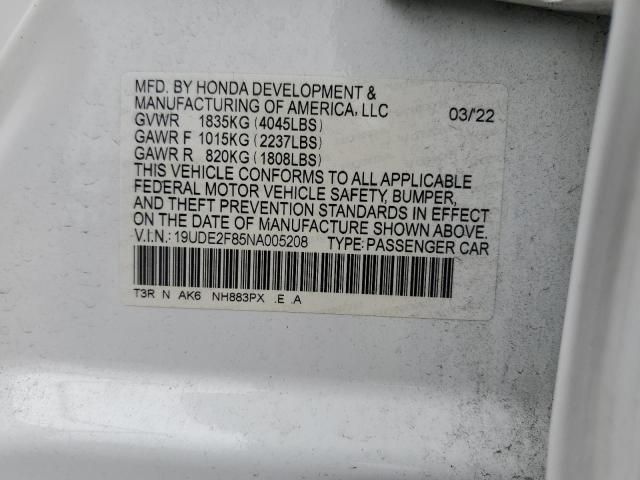 MFD. BY HONDA DEVELOPMENT &
MANUFACTURING OF AMERICA, LLC 03/'22
GVWR 1835KG (4045LBS)
GAWR F 1015KG (2237LBS)
GAWR R 820KG (1808LBS)
THIS VEHICLE CONFORMS TO ALL APPLICABLE
FEDERAL MOTOR VEHICLE SAFETY, BUMPER,
AND THEFT PREVENTION STANDARDS IN EFFECT
ON THE DATE OF MANUFACTURE SHOWN ABOVE.
V.I.N.: 19UDE2F85NA005208 TYPE: PASSENGER CAR
T3R N AK6 NH883PX .E .A